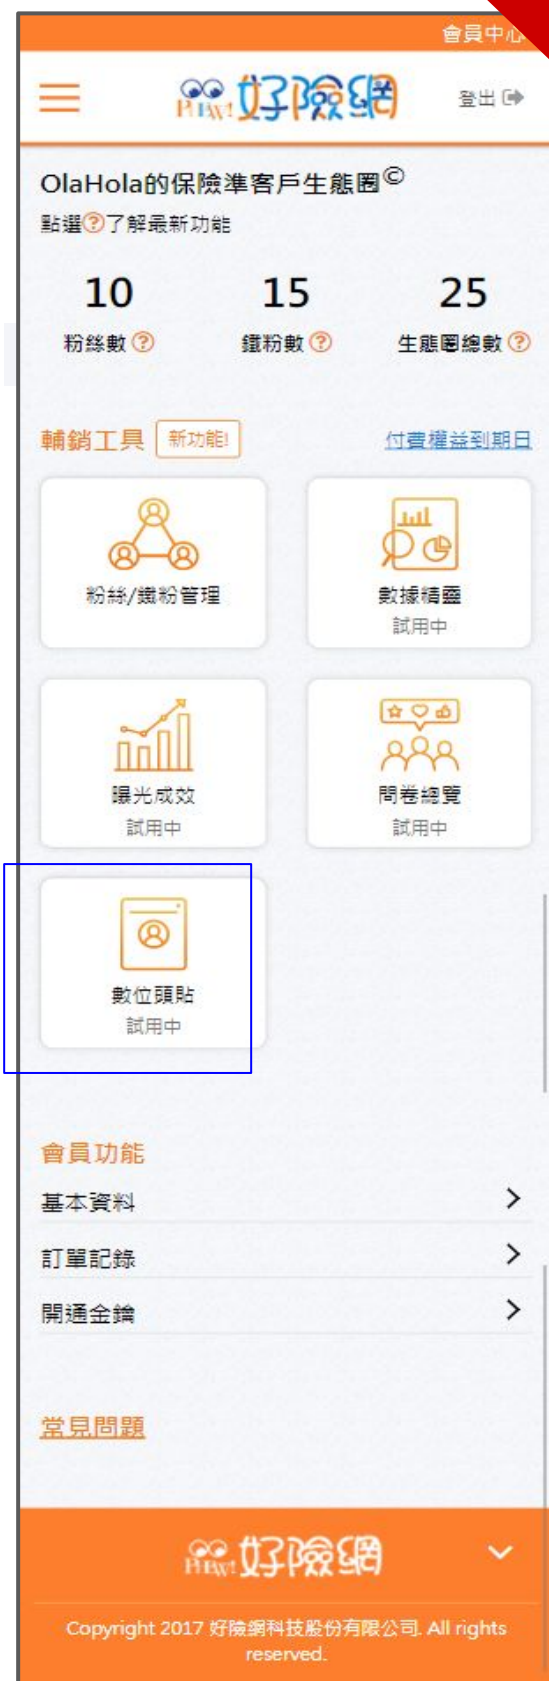 會員中心
Phew! 好險網
登出
OlaHola的保險準客戶生態圈©
點選?了解最新功能
10 15 25
粉絲數? 鐵粉數? 生態圈總數?
輔銷工具 新功能! 付費權益到期日
粉絲/鐵粉管理
數據精靈
試用中
曝光成效
試用中
問卷總覽
試用中
數位頭貼
試用中
會員功能
基本資料
訂單記錄
開通金鑰
常見問題
Phew! 好險網
Copyright 2017 好險網科技股份有限公司. All rights
reserved.